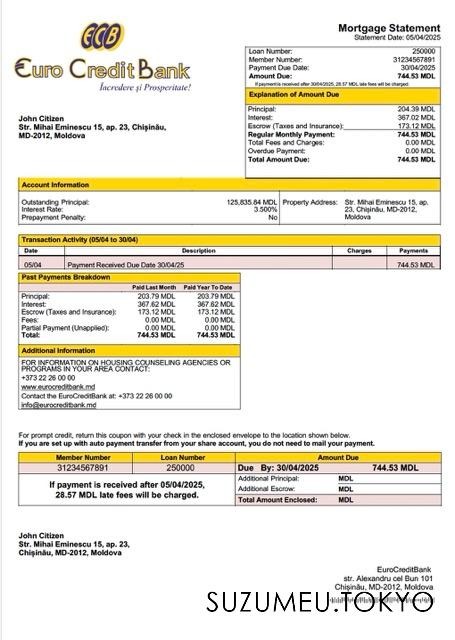 ECB
Euro Credit Bank
Încredere și Prosperitate!
Mortgage Statement
Statement Date: 05/04/2025
Loan Number: 250000
Member Number: 31234567891
Payment Due Date: 30/04/2025
Amount Due: 744.53 MDL
If payment is received after 30/04/2025, 28.57 MDL late fees will be charged.
Explanation of Amount Due
Principal: 204.39 MDL
Interest: 367.02 MDL
Escrow (Taxes and Insurance): 173.12 MDL
Regular Monthly Payment: 744.53 MDL
Total Fees and Charges: 0.00 MDL
Overdue Payment: 0.00 MDL
Total Amount Due: 744.53 MDL
John Citizen
Str. Mihai Eminescu 15, ap. 23, Chișinău,
MD-2012, Moldova
Account Information
Outstanding Principal: 125,835.84 MDL
Interest Rate: 3.500%
Prepayment Penalty: No
Property Address: Str. Mihai Eminescu 15, ap.
23, Chișinău, MD-2012,
Moldova
Transaction Activity (05/04 to 30/04)
Date Description Charges Payments
05/04 Payment Received Due Date 30/04/25 744.53 MDL
Past Payments Breakdown
Paid Last Month Paid Year To Date
Principal: 203.79 MDL 203.79 MDL
Interest: 367.62 MDL 367.62 MDL
Escrow (Taxes and Insurance): 173.12 MDL 173.12 MDL
Fees: 0.00 MDL 0.00 MDL
Partial Payment (Unapplied): 0.00 MDL 0.00 MDL
Total: 744.53 MDL 744.53 MDL
Additional Information
FOR INFORMATION ON HOUSING COUNSELING AGENCIES OR
PROGRAMS IN YOUR AREA CONTACT:
+373 22 26 00 00
www.eurocreditbank.md
Contact the EuroCreditBank at: +373 22 26 00 00
info@eurocreditbank.md
For prompt credit, return this coupon with your check in the enclosed envelope to the location shown below.
If you are set up with auto payment transfer from your share account, you do not need to mail your payment.
Member Number Loan Number Amount Due
31234567891 250000 Due By: 30/04/2025 744.53 MDL
If payment is received after 05/04/2025,
28.57 MDL late fees will be charged.
Additional Principal: MDL
Additional Escrow: MDL
Total Amount Enclosed: MDL
John Citizen
Str. Mihai Eminescu 15, ap. 23,
Chișinău, MD-2012, Moldova
EuroCreditBank
str. Alexandru cel Bun 101
Chișinău, MD-2012, Moldova
SUZUMEU.TOKYO